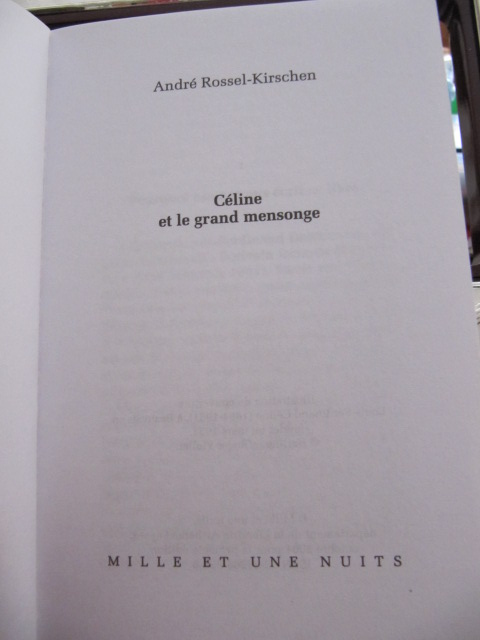 André Rossel-Kirschen
Céline
et le grand mensonge
MILLE ET UNE NUITS